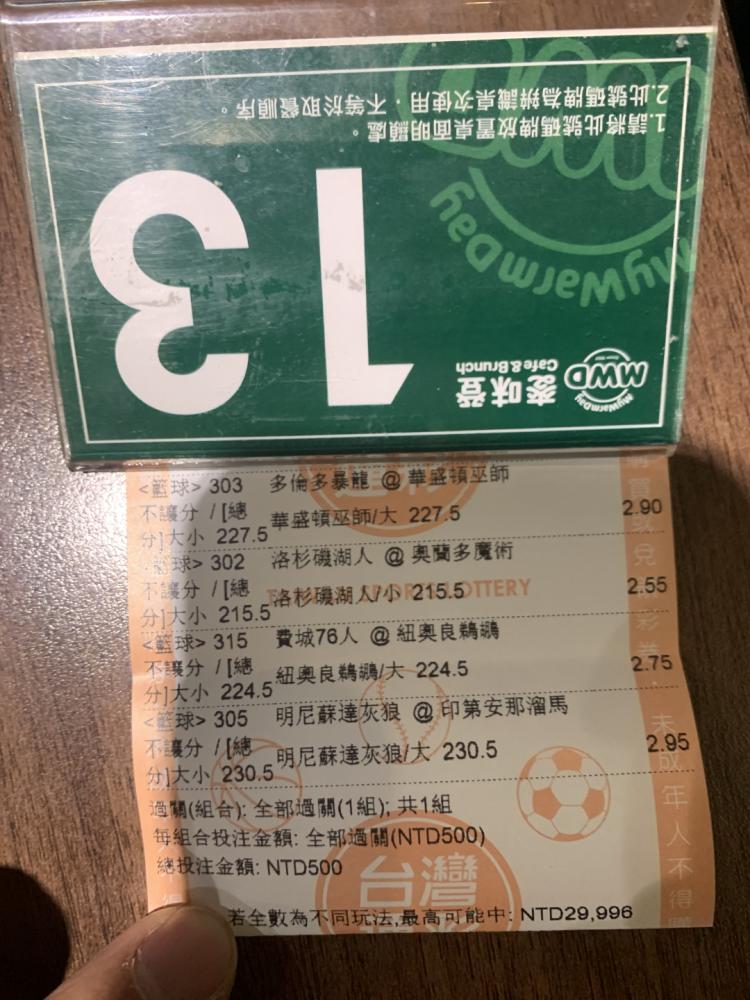 MyWarmDay
MWD
麥味登
Cafe & Brunch
13
MyWarmDay
1.請將此號碼牌放置桌面明顯處。
2.此號碼牌為辨識桌次使用，不等於取餐順序。
<籃球> 303 多倫多暴龍 @ 華盛頓巫師
不讓分 / [總 華盛頓巫師/大 227.5 2.90
分]大小 227.5
<籃球> 302 洛杉磯湖人 @ 奧蘭多魔術
不讓分 / [總 洛杉磯湖人/小 215.5 2.55
分]大小 215.5
SPORTS LOTTERY
<籃球> 315 費城76人 @ 紐奧良鵜鶘
不讓分 / [總 紐奧良鵜鶘/大 224.5 2.75
分]大小 224.5
<籃球> 305 明尼蘇達灰狼 @ 印第安那溜馬
不讓分 / [總 明尼蘇達灰狼/大 230.5 2.95
分]大小 230.5
過關(組合): 全部過關(1組); 共1組
每組合投注金額: 全部過關(NTD500)
總投注金額: NTD500
台灣
若全數為不同玩法,最高可能中: NTD29,996
購買或兌
彩券．未成年人不得購